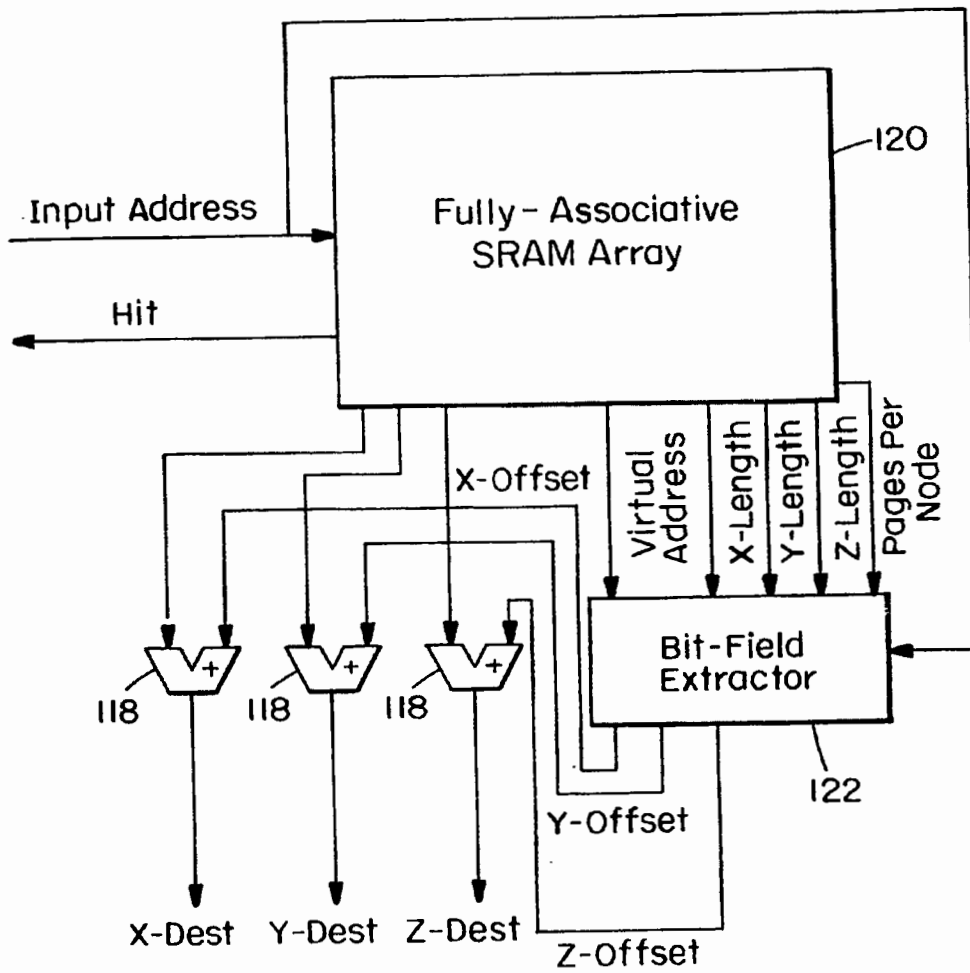 120
Input Address
Fully-Associative
SRAM Array
Hit
X-Offset
Virtual
Address
X-Length
Y-Length
Z-Length
Pages Per
Node
+
+
+
Bit-Field
Extractor
118
118
118
122
Y-Offset
X-Dest
Y-Dest
Z-Dest
Z-Offset